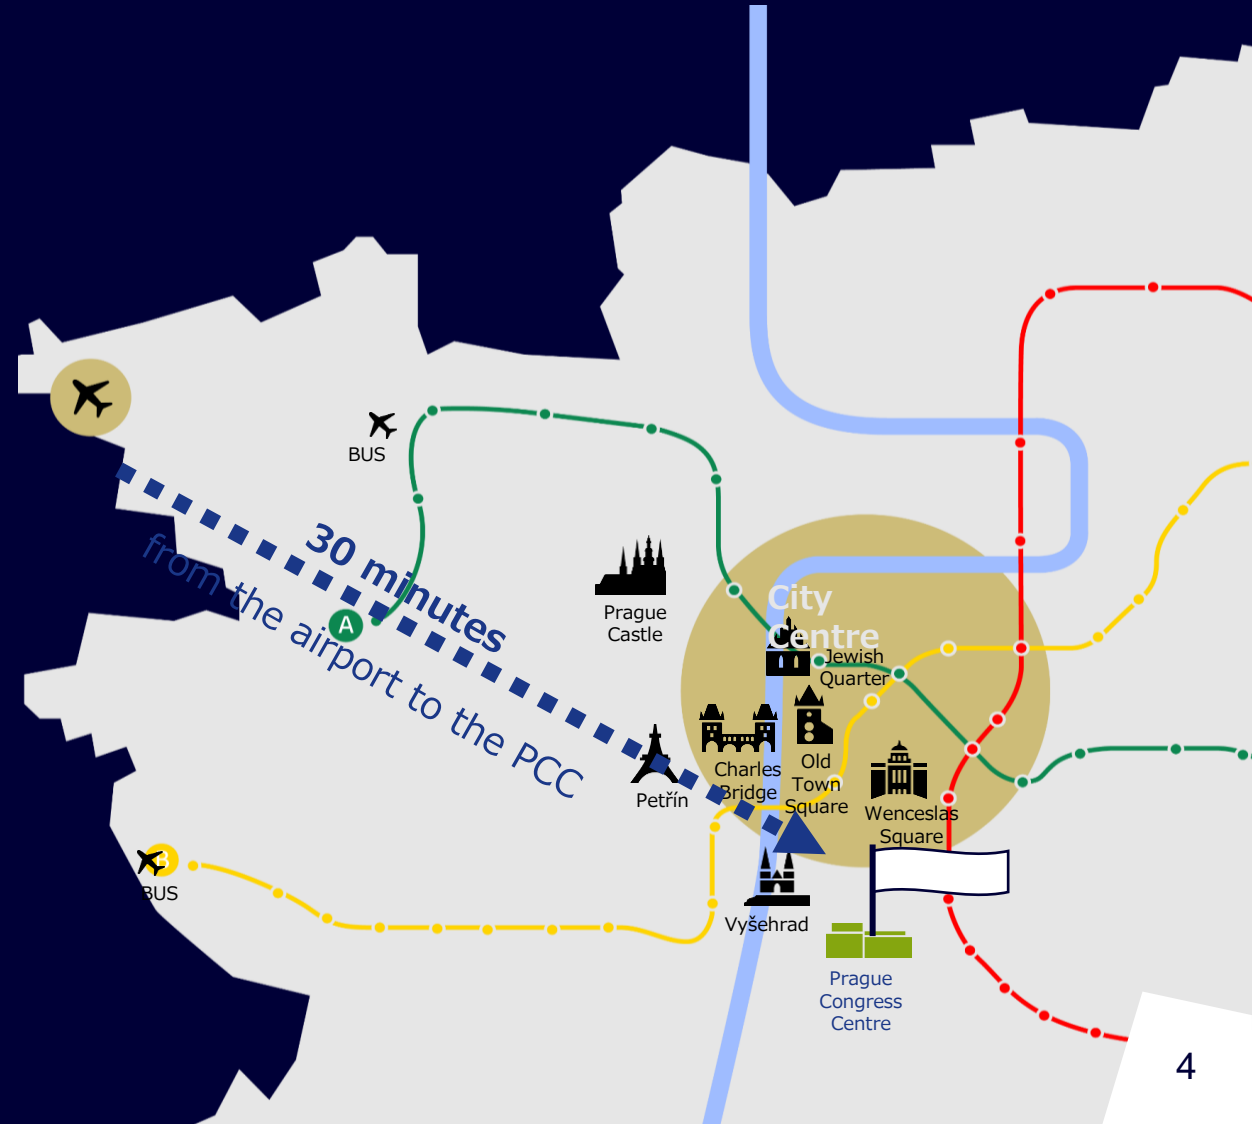 BUS
30 minutes
from the airport to the PCC
A
Prague
Castle
City
Centre
Jewish
Quarter
Charles
Bridge
Old
Town
Square
Petřín
Wenceslas
Square
B
BUS
Vyšehrad
Prague
Congress
Centre
4